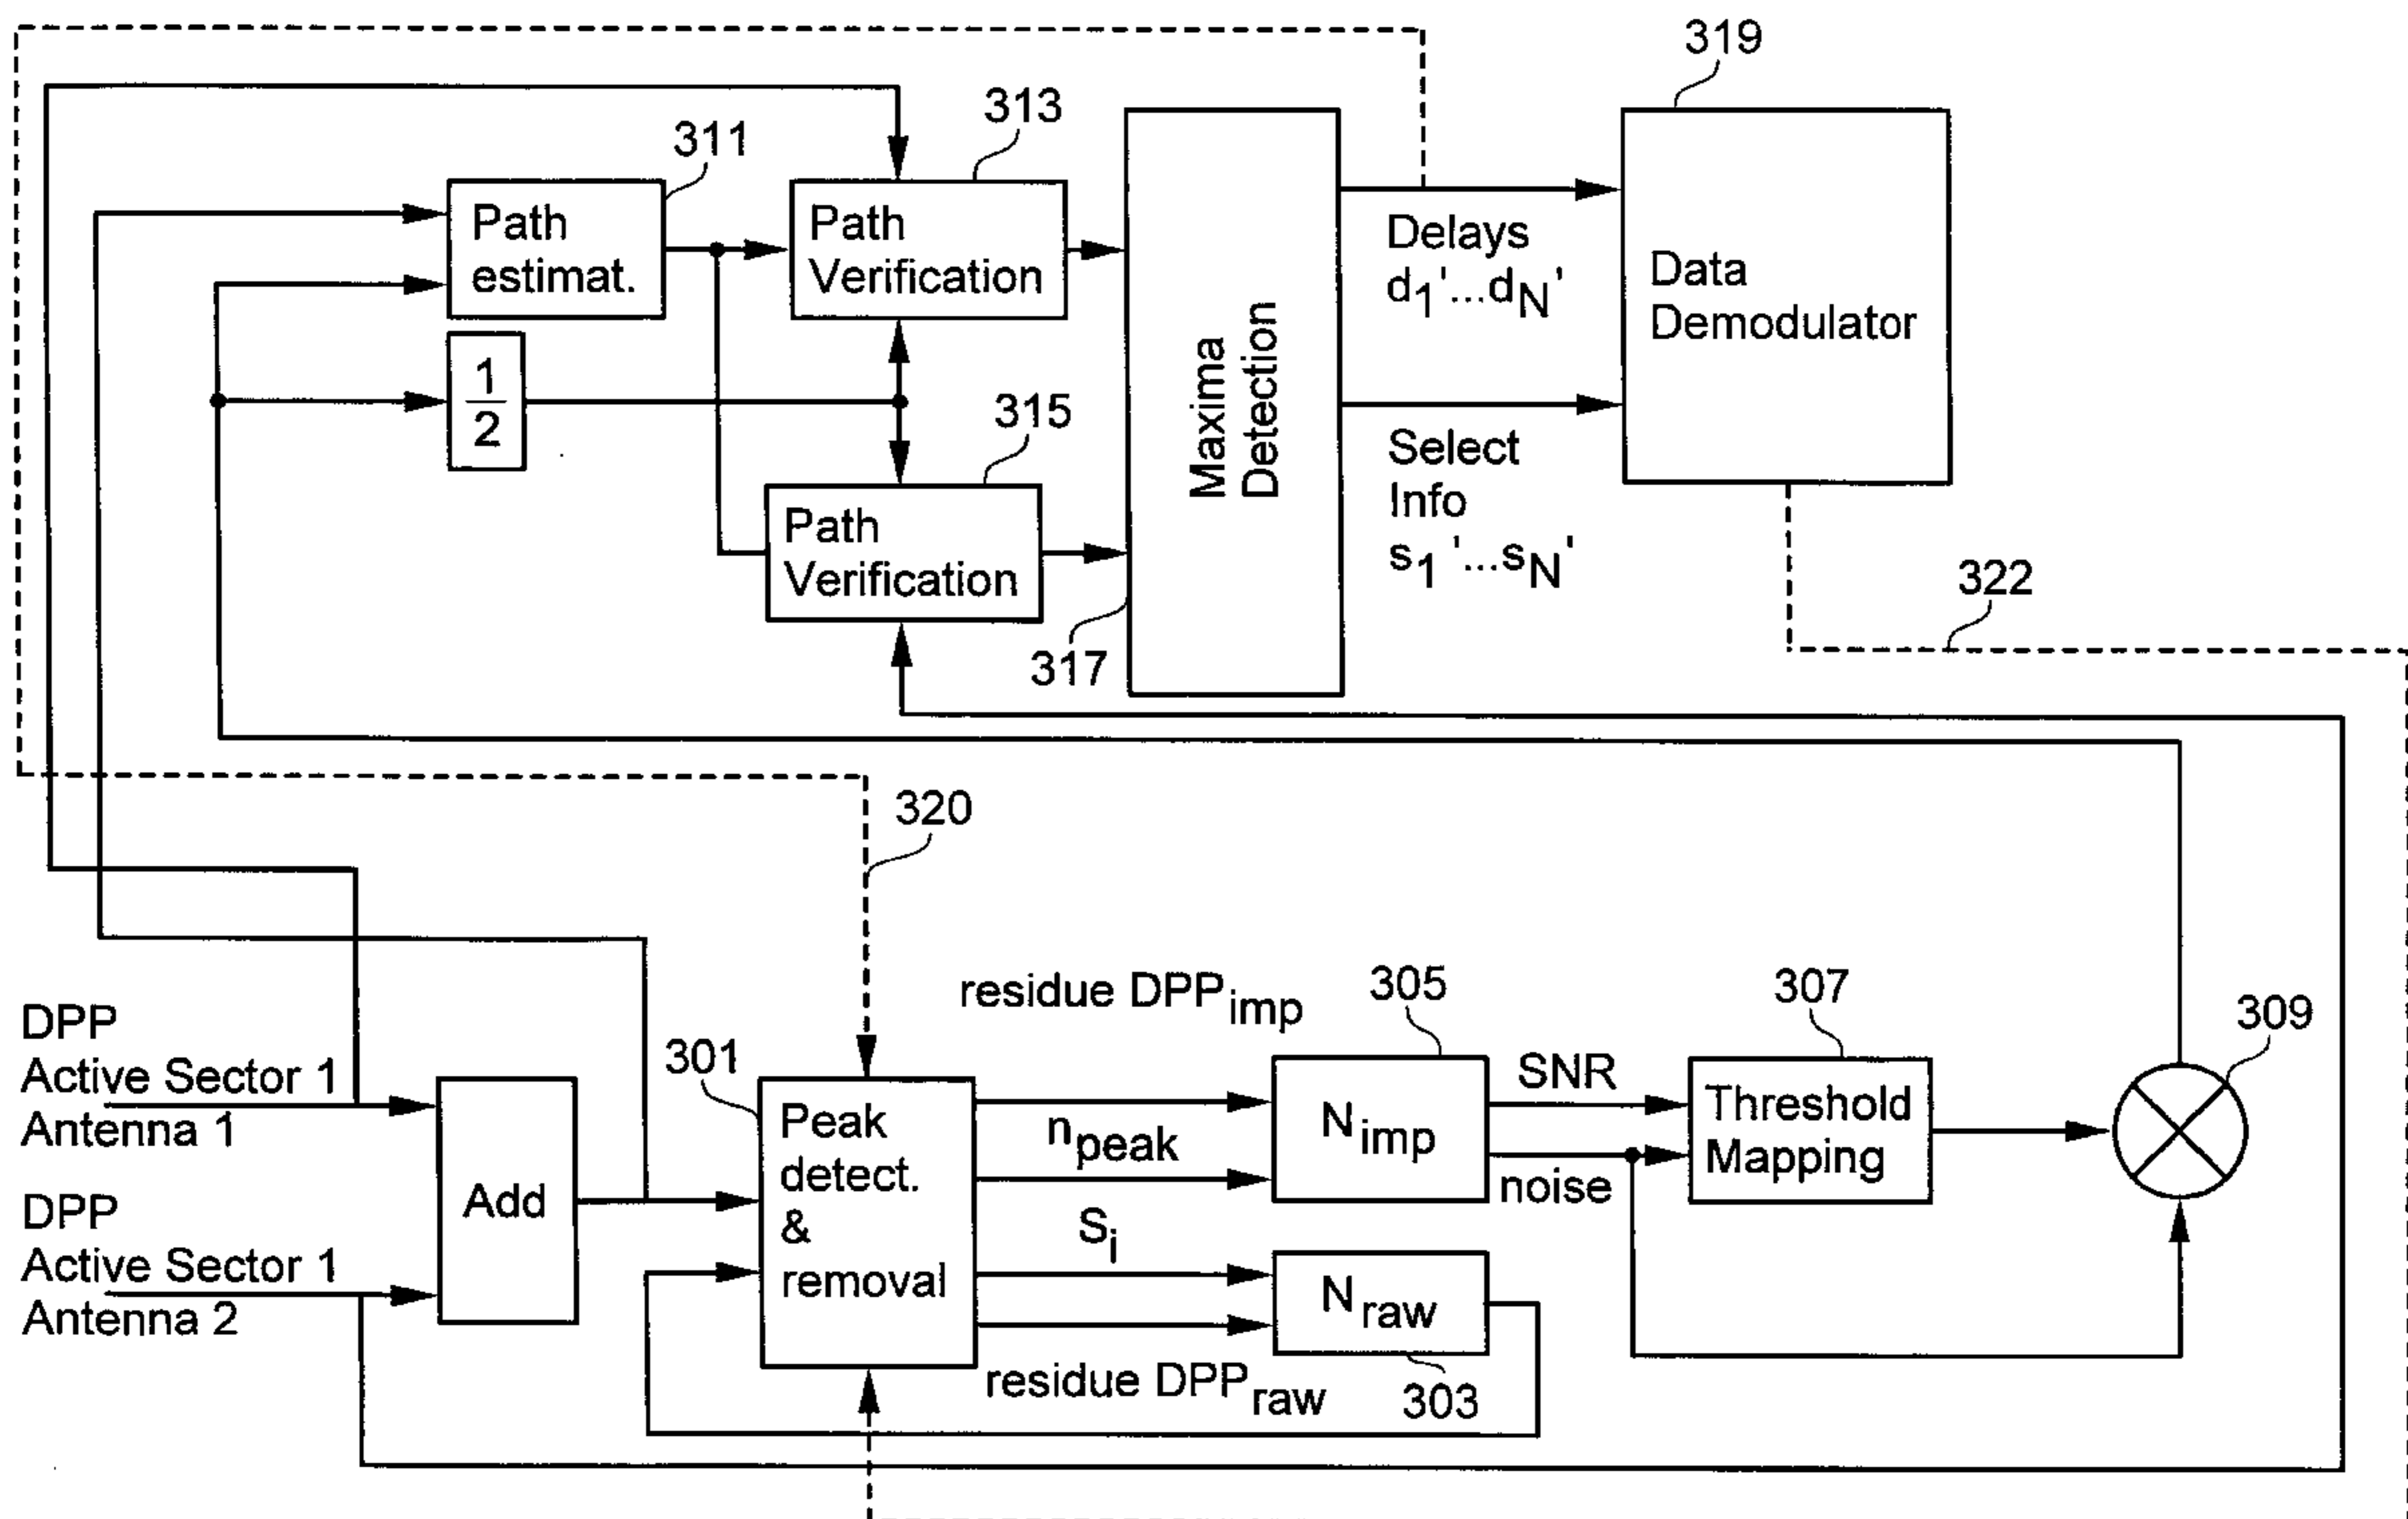 319
313
311
Path
estimat.
Path
Verification
Delays
d1'...dN'
Data
Demodulator
1
2
Maxima
Detection
315
Select
Info
s1'...sN'
Path
Verification
317
322
320
DPP
Active Sector 1
Antenna 1
DPP
Active Sector 1
Antenna 2
Add
301
Peak
detect.
&
removal
residue DPPimp
npeak
Si
residue DPPraw
305
Nimp
Nraw
303
SNR
noise
307
Threshold
Mapping
309